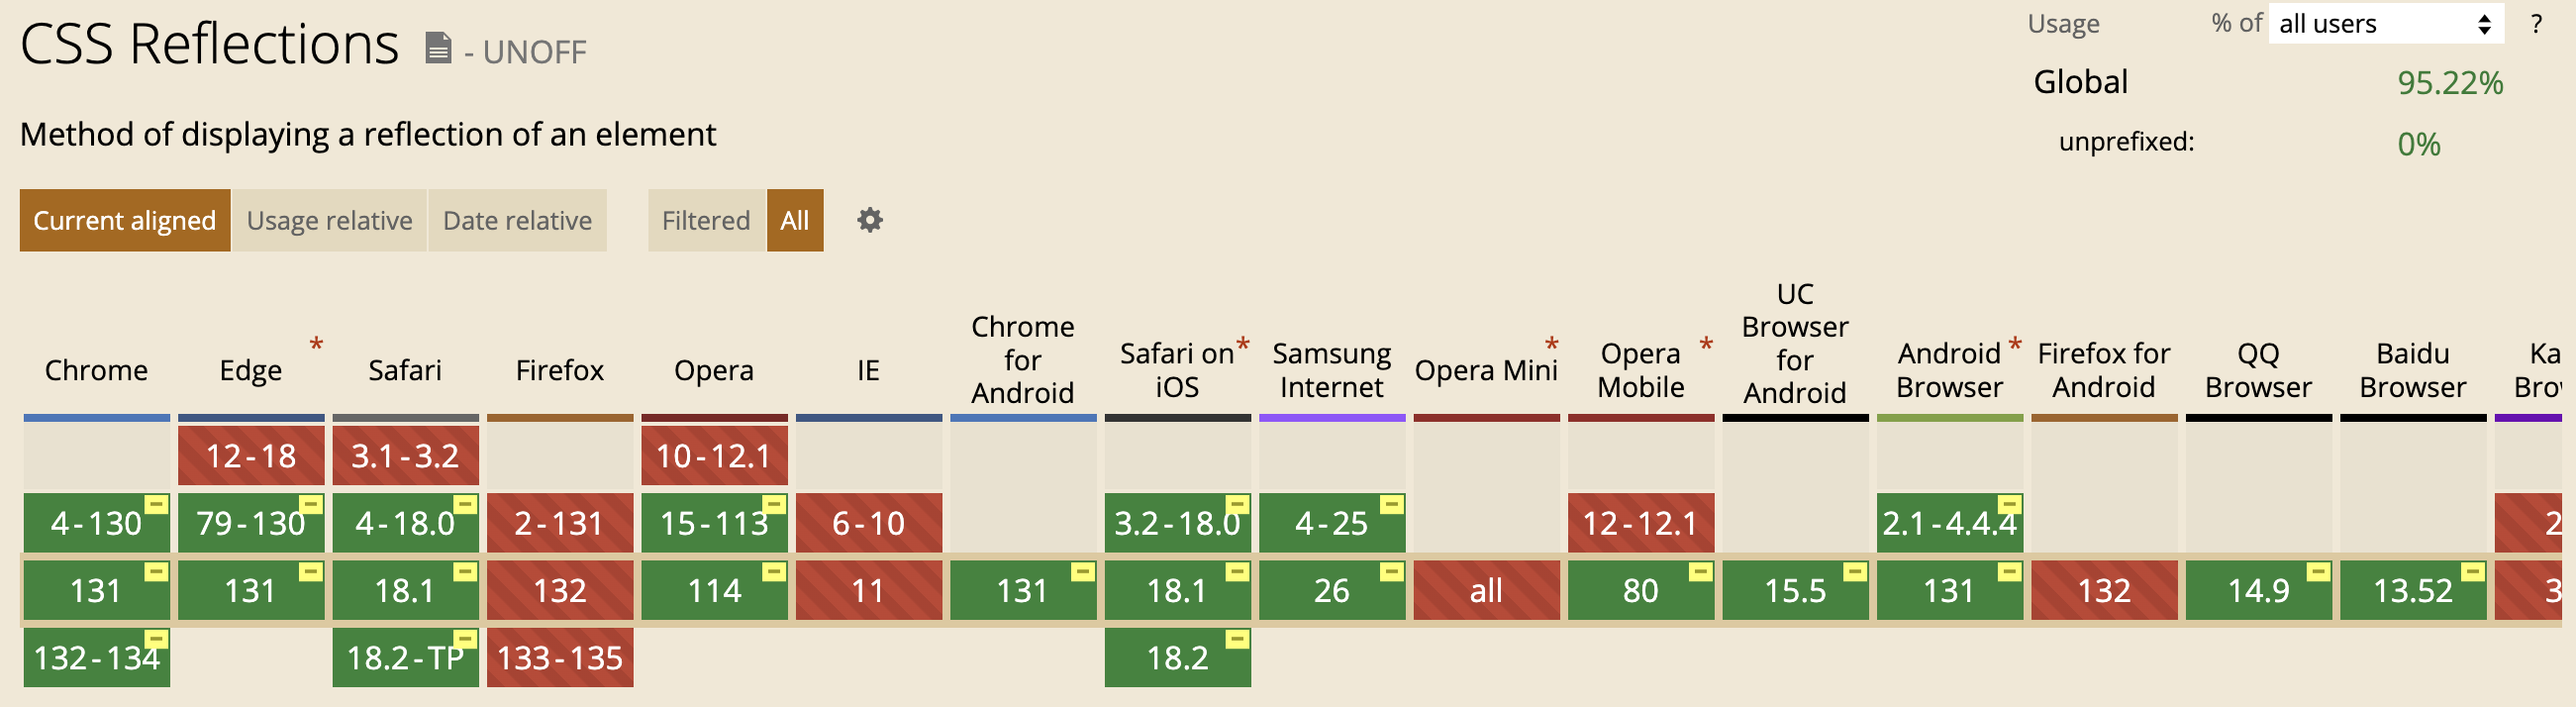 CSS Reflections - UNOFF
Usage % of all users ?
Global 95.22%
unprefixed: 0%
Method of displaying a reflection of an element
Current aligned Usage relative Date relative Filtered All
Chrome
Edge *
Safari
Firefox
Opera
IE
Chrome
for
Android
Safari on *
iOS
Samsung
Internet
Opera Mini *
Opera *
Mobile
UC
Browser
for
Android
Android *
Browser
Firefox for
Android
QQ
Browser
Baidu
Browser
Ka
Bro
12-18 3.1-3.2 10-12.1
4-130 79-130 4-18.0 2-131 15-113 6-10 3.2-18.0 4-25 12-12.1 2.1-4.4.4 2
131 131 18.1 132 114 11 131 18.1 26 all 80 15.5 131 132 14.9 13.52 3
132-134 18.2-TP 133-135 18.2